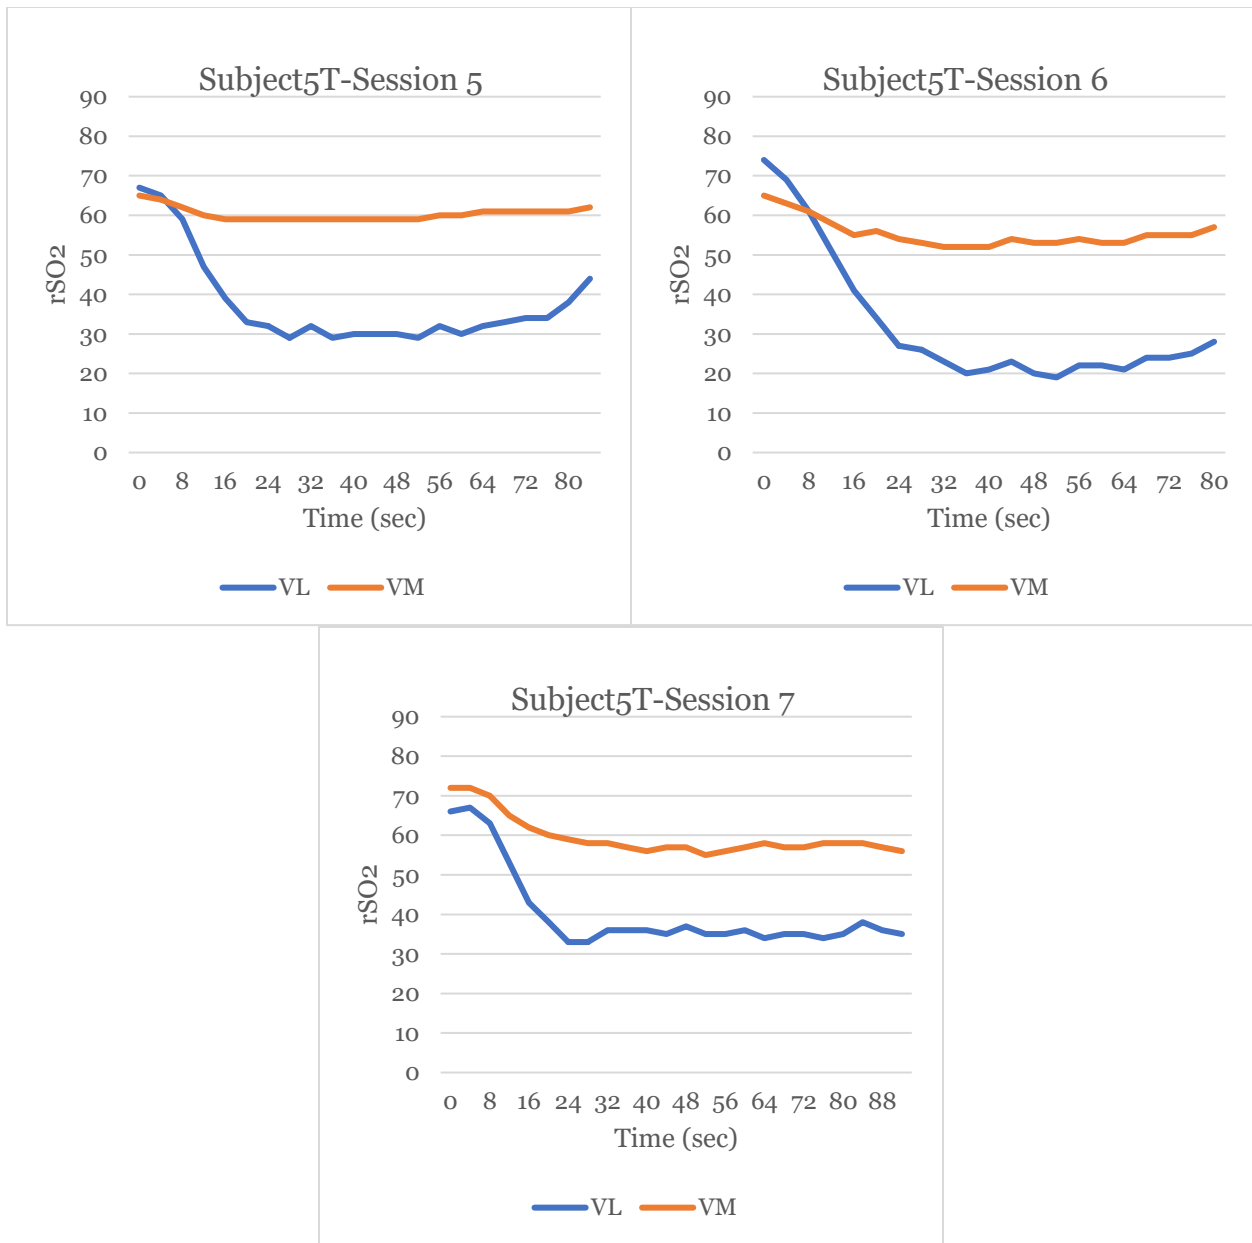 Subject5T-Session 5
90
80
70
60
50
40
30
20
10
0
rSO2
0 8 16 24 32 40 48 56 64 72 80
Time (sec)
VL VM
Subject5T-Session 6
90
80
70
60
50
40
30
20
10
0
rSO2
0 8 16 24 32 40 48 56 64 72 80
Time (sec)
VL VM
Subject5T-Session 7
90
80
70
60
50
40
30
20
10
0
rSO2
0 8 16 24 32 40 48 56 64 72 80 88
Time (sec)
VL VM